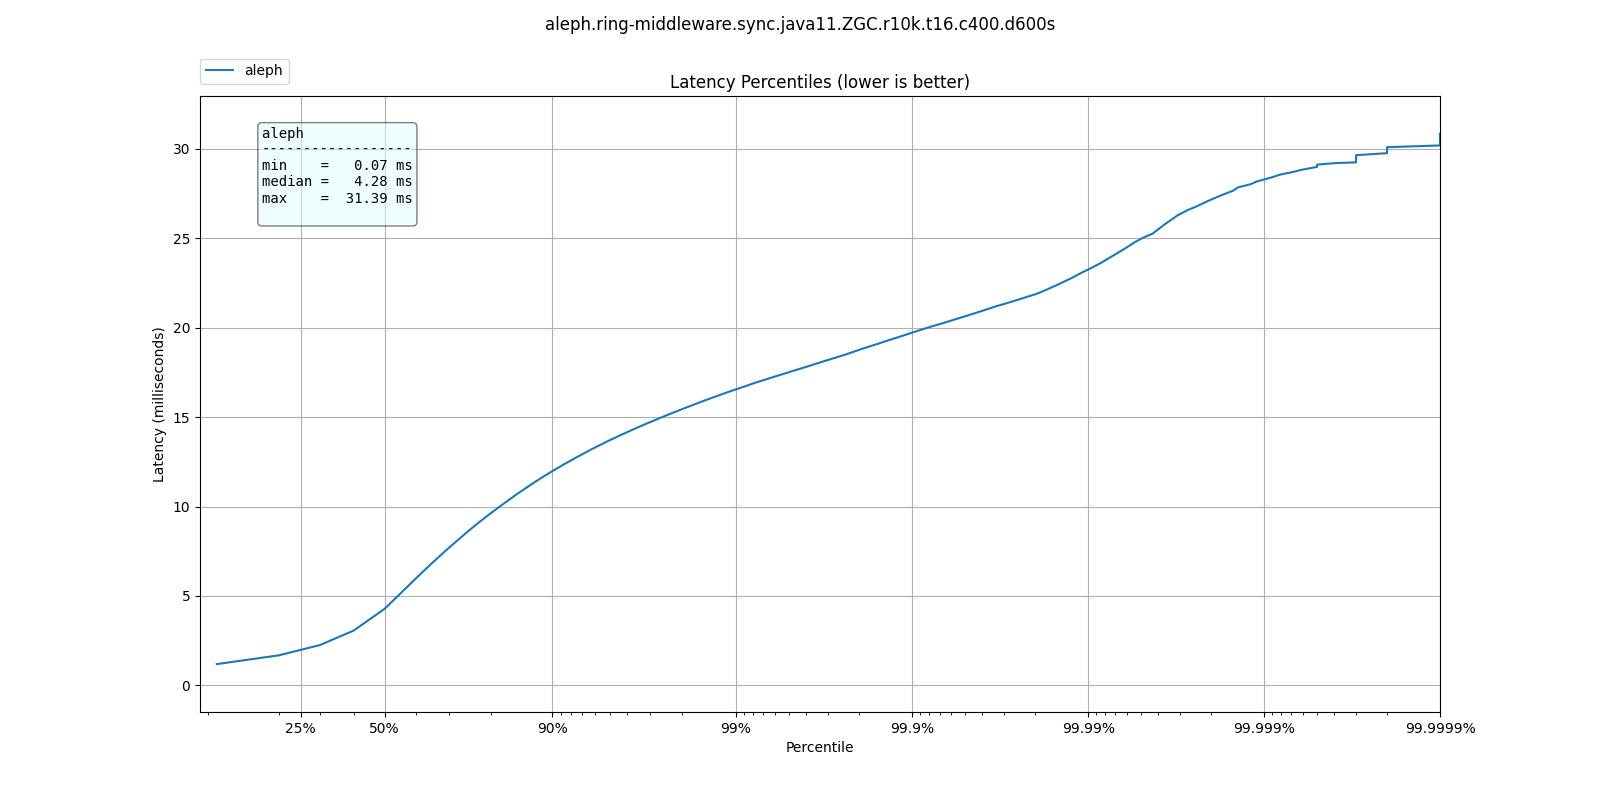 aleph.ring-middleware.sync.java11.ZGC.r10k.t16.c400.d600s
aleph
Latency Percentiles (lower is better)
aleph
------------------
min    =   0.07 ms
median =   4.28 ms
max    =  31.39 ms
30
25
20
15
10
5
0
Latency (milliseconds)
25% 50% 90% 99% 99.9% 99.99% 99.999% 99.9999%
Percentile